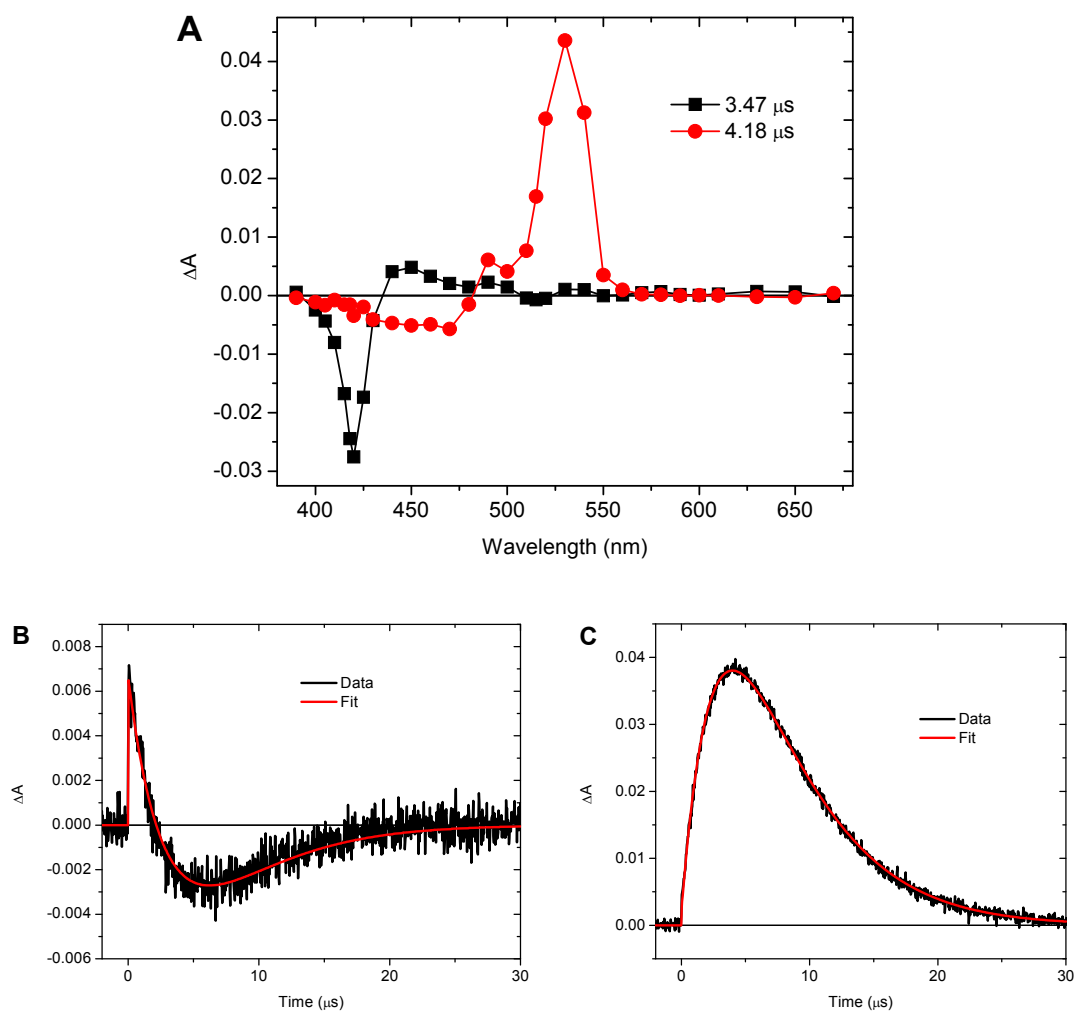 A
0.04
0.03
0.02
0.01
0.00
-0.01
-0.02
-0.03
ΔA
3.47 μs
4.18 μs
400 450 500 550 600 650
Wavelength (nm)
B
0.008
0.006
0.004
0.002
0.000
-0.002
-0.004
-0.006
ΔA
Data
Fit
0 10 20 30
Time (μs)
C
0.04
0.03
0.02
0.01
0.00
ΔA
Data
Fit
0 10 20 30
Time (μs)